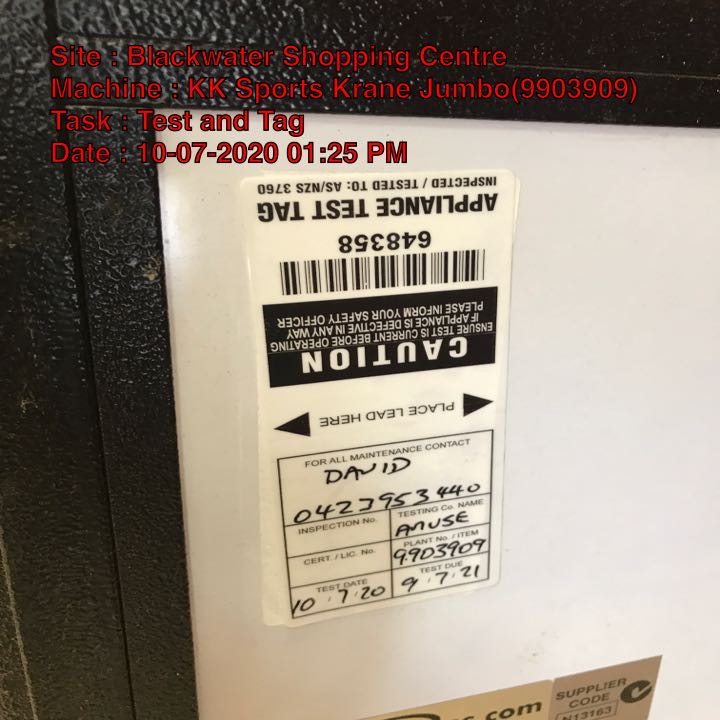 Site : Blackwater Shopping Centre
Machine : KK Sports Krane Jumbo(9903909)
Task : Test and Tag
Date : 10-07-2020 01:25 PM
INSPECTED / TESTED TO: AS/NZS 3760
APPLIANCE TEST TAG
648358
CAUTION
ENSURE TEST IS CURRENT BEFORE OPERATING
IF APPLIANCE IS DEFECTIVE IN ANY WAY
PLEASE INFORM YOUR SAFETY OFFICER
PLACE LEAD HERE
FOR ALL MAINTENANCE CONTACT
DAVID
0423953440
INSPECTION No.
TESTING Co. NAME
AMUSE
CERT. / LIC. No.
PLANT No. / ITEM
9903909
TEST DATE
10.7.20
TEST DUE
9.7.21
SUPPLIER
CODE
N13163
.com